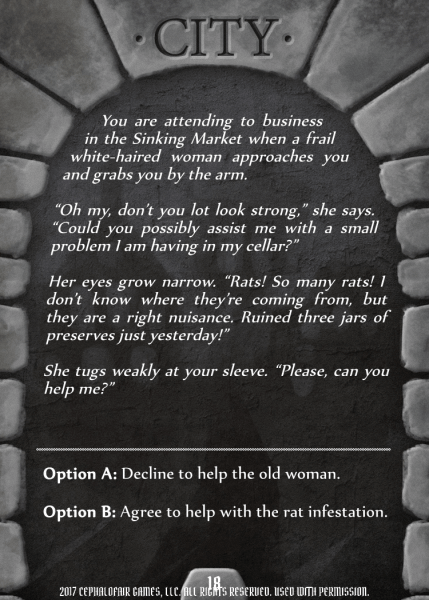 · CITY ·
You are attending to business
in the Sinking Market when a frail
white-haired woman approaches you
and grabs you by the arm.
“Oh my, don’t you lot look strong,” she says.
“Could you possibly assist me with a small
problem I am having in my cellar?”
Her eyes grow narrow. “Rats! So many rats! I
don’t know where they’re coming from, but
they are a right nuisance. Ruined three jars of
preserves just yesterday!”
She tugs weakly at your sleeve. “Please, can you
help me?”
Option A: Decline to help the old woman.
Option B: Agree to help with the rat infestation.
18
2017 CEPHALOFAIR GAMES, LLC. ALL RIGHTS RESERVED. USED WITH PERMISSION.